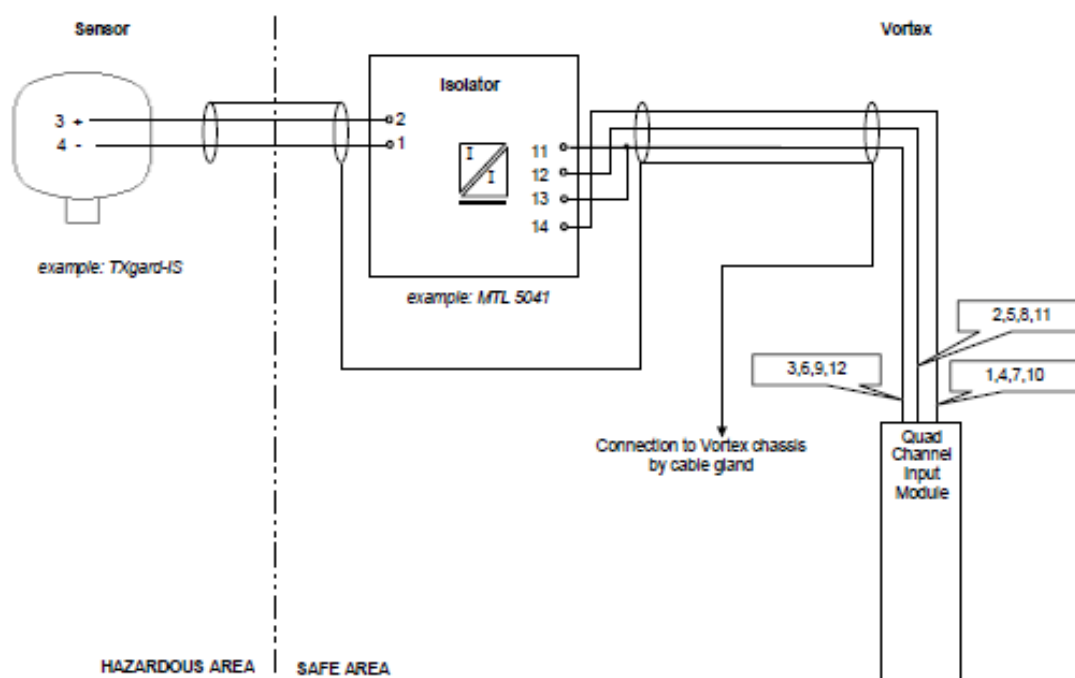 Sensor
Vortex
Isolator
3 +
4 -
2
1
I
I
11
12
13
14
example: TXgard-IS
example: MTL 5041
2,5,8,11
3,6,9,12
1,4,7,10
Connection to Vortex chassis
by cable gland
Quad
Channel
Input
Module
HAZARDOUS AREA
SAFE AREA